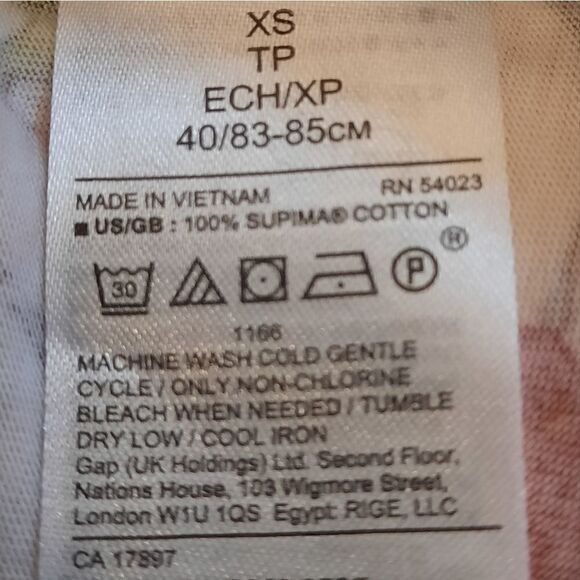 XS
TP
ECH/XP
40/83-85CM
MADE IN VIETNAM RN 54023
US/GB : 100% SUPIMA® COTTON
H
30 P
1166
MACHINE WASH COLD GENTLE
CYCLE / ONLY NON-CHLORINE
BLEACH WHEN NEEDED / TUMBLE
DRY LOW / COOL IRON
Gap (UK Holdings) Ltd. Second Floor,
Nations House, 103 Wigmore Street,
London W1U 1QS Egypt: RIGE, LLC
CA 17897